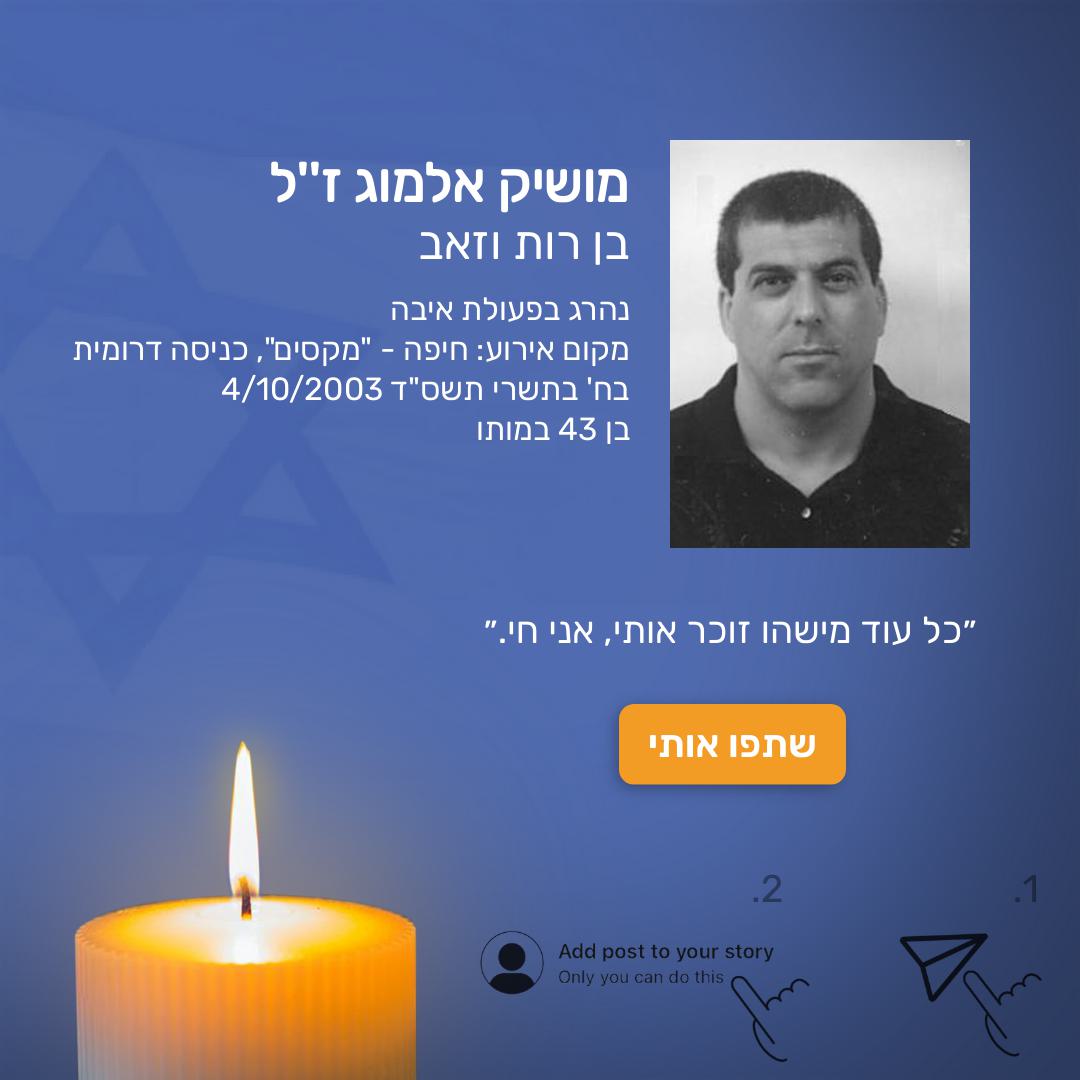 מושיק אלמוג ז"ל
בן רות וזאב
נהרג בפעולת איבה
מקום אירוע: חיפה - "מקסים", כניסה דרומית
בח' בתשרי תשס"ד 4/10/2003
בן 43 במותו
״כל עוד מישהו זוכר אותי, אני חי.״
שתפו אותי
1.
2.
Add post to your story
Only you can do this